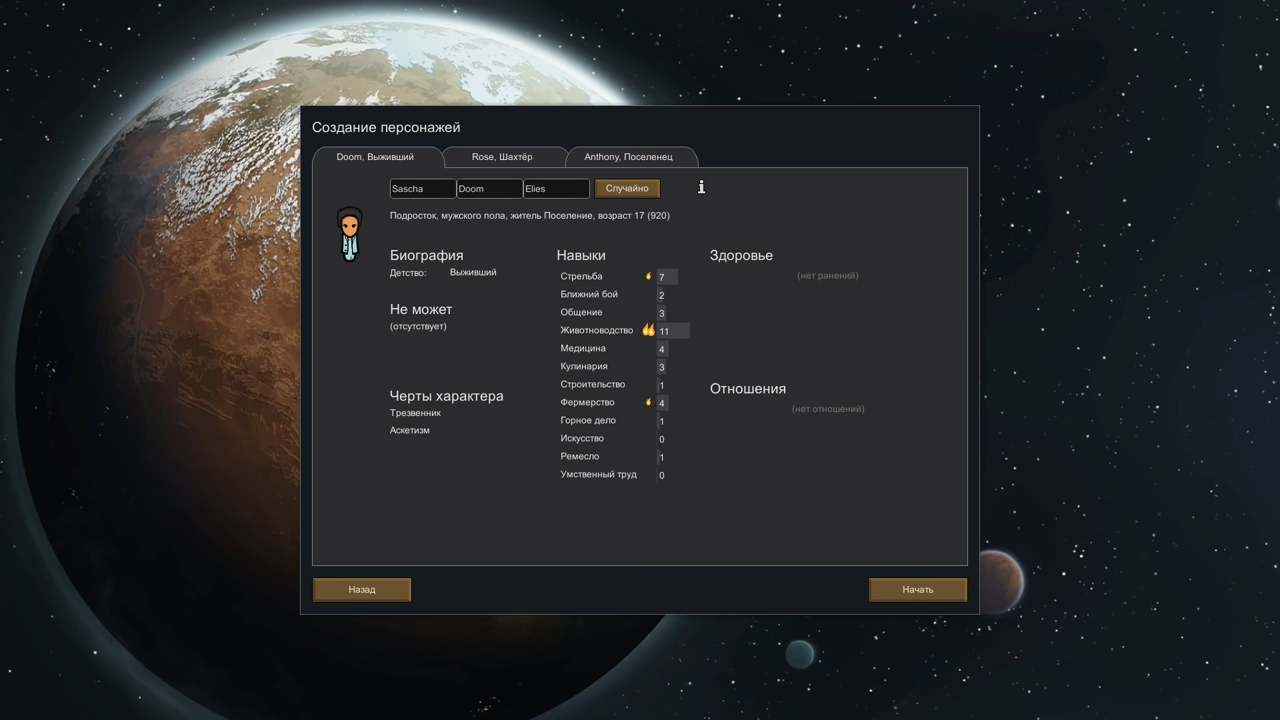 Создание персонажей
Doom, Выживший
Rose, Шахтёр
Anthony, Поселенец
Sascha
Doom
Elies
Случайно
Подросток, мужского пола, житель Поселение, возраст 17 (920)
Биография
Детство: Выживший
Не может
(отсутствует)
Черты характера
Трезвенник
Аскетизм
Навыки
Стрельба 7
Ближний бой 2
Общение 3
Животноводство 11
Медицина 4
Кулинария 3
Строительство 1
Фермерство 4
Горное дело 1
Искусство 0
Ремесло 1
Умственный труд 0
Здоровье
(нет ранений)
Отношения
(нет отношений)
Назад
Начать